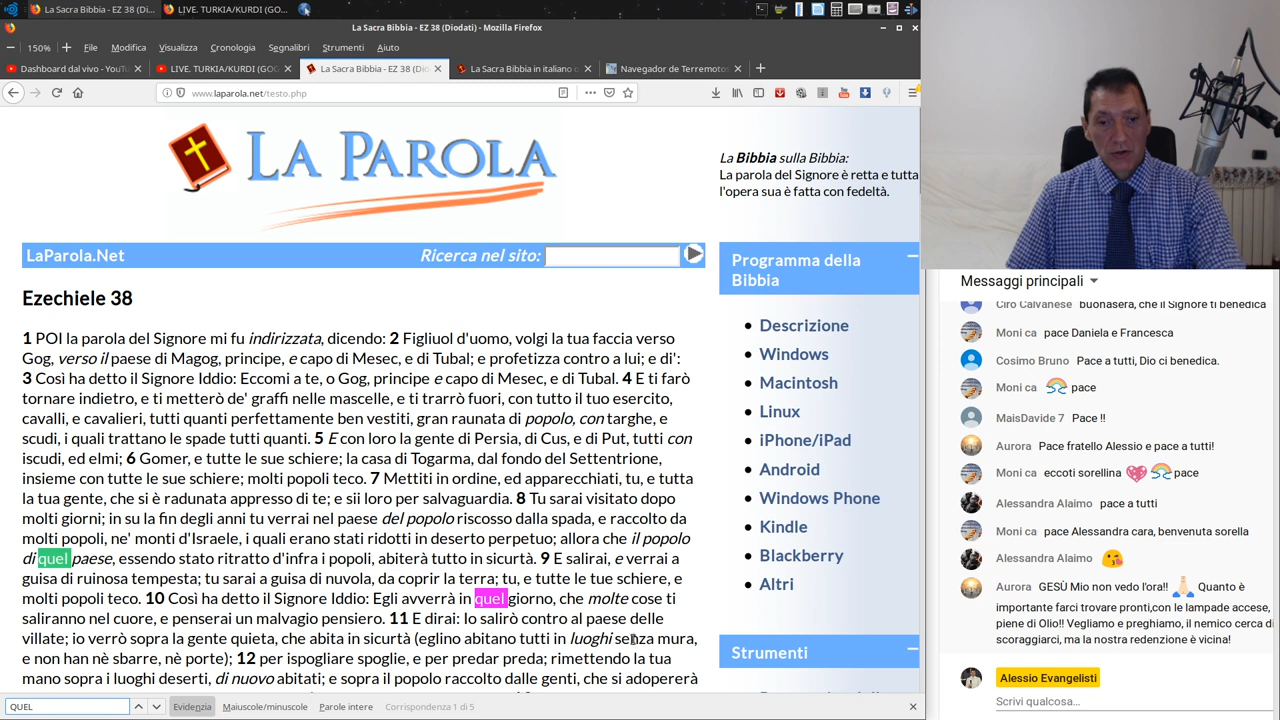 La Sacra Bibbia - EZ 38 (Diodati) ...
LIVE. TURKIA/KURDI (GO...
La Sacra Bibbia - EZ 38 (Diodati) - Mozilla Firefox
150%
File
Modifica
Visualizza
Cronologia
Segnalibri
Strumenti
Aiuto
Dashboard dal vivo - YouTu
LIVE. TURKIA/KURDI (GOG
La Sacra Bibbia - EZ 38 (Dio
La Sacra Bibbia in italiano o
Navegador de Terremotos
www.laparola.net/testo.php
LA PAROLA
La Bibbia sulla Bibbia:
La parola del Signore è retta e tutta
l'opera sua è fatta con fedeltà.
LaParola.Net
Ricerca nel sito:
Ezechiele 38
1 POI la parola del Signore mi fu indirizzata, dicendo: 2 Figliuol d'uomo, volgi la tua faccia verso
Gog, verso il paese di Magog, principe, e capo di Mesec, e di Tubal; e profetizza contro a lui; e di':
3 Così ha detto il Signore Iddio: Eccomi a te, o Gog, principe e capo di Mesec, e di Tubal. 4 E ti farò
tornare indietro, e ti metterò de' graffi nelle mascelle, e ti trarrò fuori, con tutto il tuo esercito,
cavalli, e cavalieri, tutti quanti perfettamente ben vestiti, gran raunata di popolo, con targhe, e
scudi, i quali trattano le spade tutti quanti. 5 E con loro la gente di Persia, di Cus, e di Put, tutti con
iscudi, ed elmi; 6 Gomer, e tutte le sue schiere; la casa di Togarma, dal fondo del Settentrione,
insieme con tutte le sue schiere; molti popoli teco. 7 Mettiti in ordine, ed apparecchiati, tu, e tutta
la tua gente, che si è radunata appresso di te; e sii loro per salvaguardia. 8 Tu sarai visitato dopo
molti giorni; in su la fin degli anni tu verrai nel paese del popolo riscosso dalla spada, e raccolto da
molti popoli, ne' monti d'Israele, i quali erano stati ridotti in deserto perpetuo; allora che il popolo
di quel paese, essendo stato ritratto d'infra i popoli, abiterà tutto in sicurtà. 9 E salirai, e verrai a
guisa di ruinosa tempesta; tu sarai a guisa di nuvola, da coprir la terra; tu, e tutte le tue schiere, e
molti popoli teco. 10 Così ha detto il Signore Iddio: Egli avverrà in quel giorno, che molte cose ti
saliranno nel cuore, e penserai un malvagio pensiero. 11 E dirai: Io salirò contro al paese delle
villate; io verrò sopra la gente quieta, che abita in sicurtà (eglino abitano tutti in luoghi senza mura,
e non han nè sbarre, nè porte); 12 per ispogliare spoglie, e per predar preda; rimettendo la tua
mano sopra i luoghi deserti, di nuovo abitati; e sopra il popolo raccolto dalle genti, che si adopererà
Programma della
Bibbia
Descrizione
Windows
Macintosh
Linux
iPhone/iPad
Android
Windows Phone
Kindle
Blackberry
Altri
Strumenti
QUEL
Evidenzia
Maiuscole/minuscole
Parole intere
Corrispondenza 1 di 5
Messaggi principali
Ciro Calvanese buonasera, che il Signore ti benedica
Moni ca pace Daniela e Francesca
Cosimo Bruno Pace a tutti, Dio ci benedica.
Moni ca pace
MaisDavide 7 Pace !!
Aurora Pace fratello Alessio e pace a tutti!
Moni ca eccoti sorellina pace
Alessandra Alaimo pace a tutti
Moni ca pace Alessandra cara, benvenuta sorella
Alessandra Alaimo
Aurora GESÙ Mio non vedo l'ora!! Quanto è
importante farci trovare pronti,con le lampade accese,
piene di Olio!! Vegliamo e preghiamo, il nemico cerca di
scoraggiarci, ma la nostra redenzione è vicina!
Alessio Evangelisti
Scrivi qualcosa...